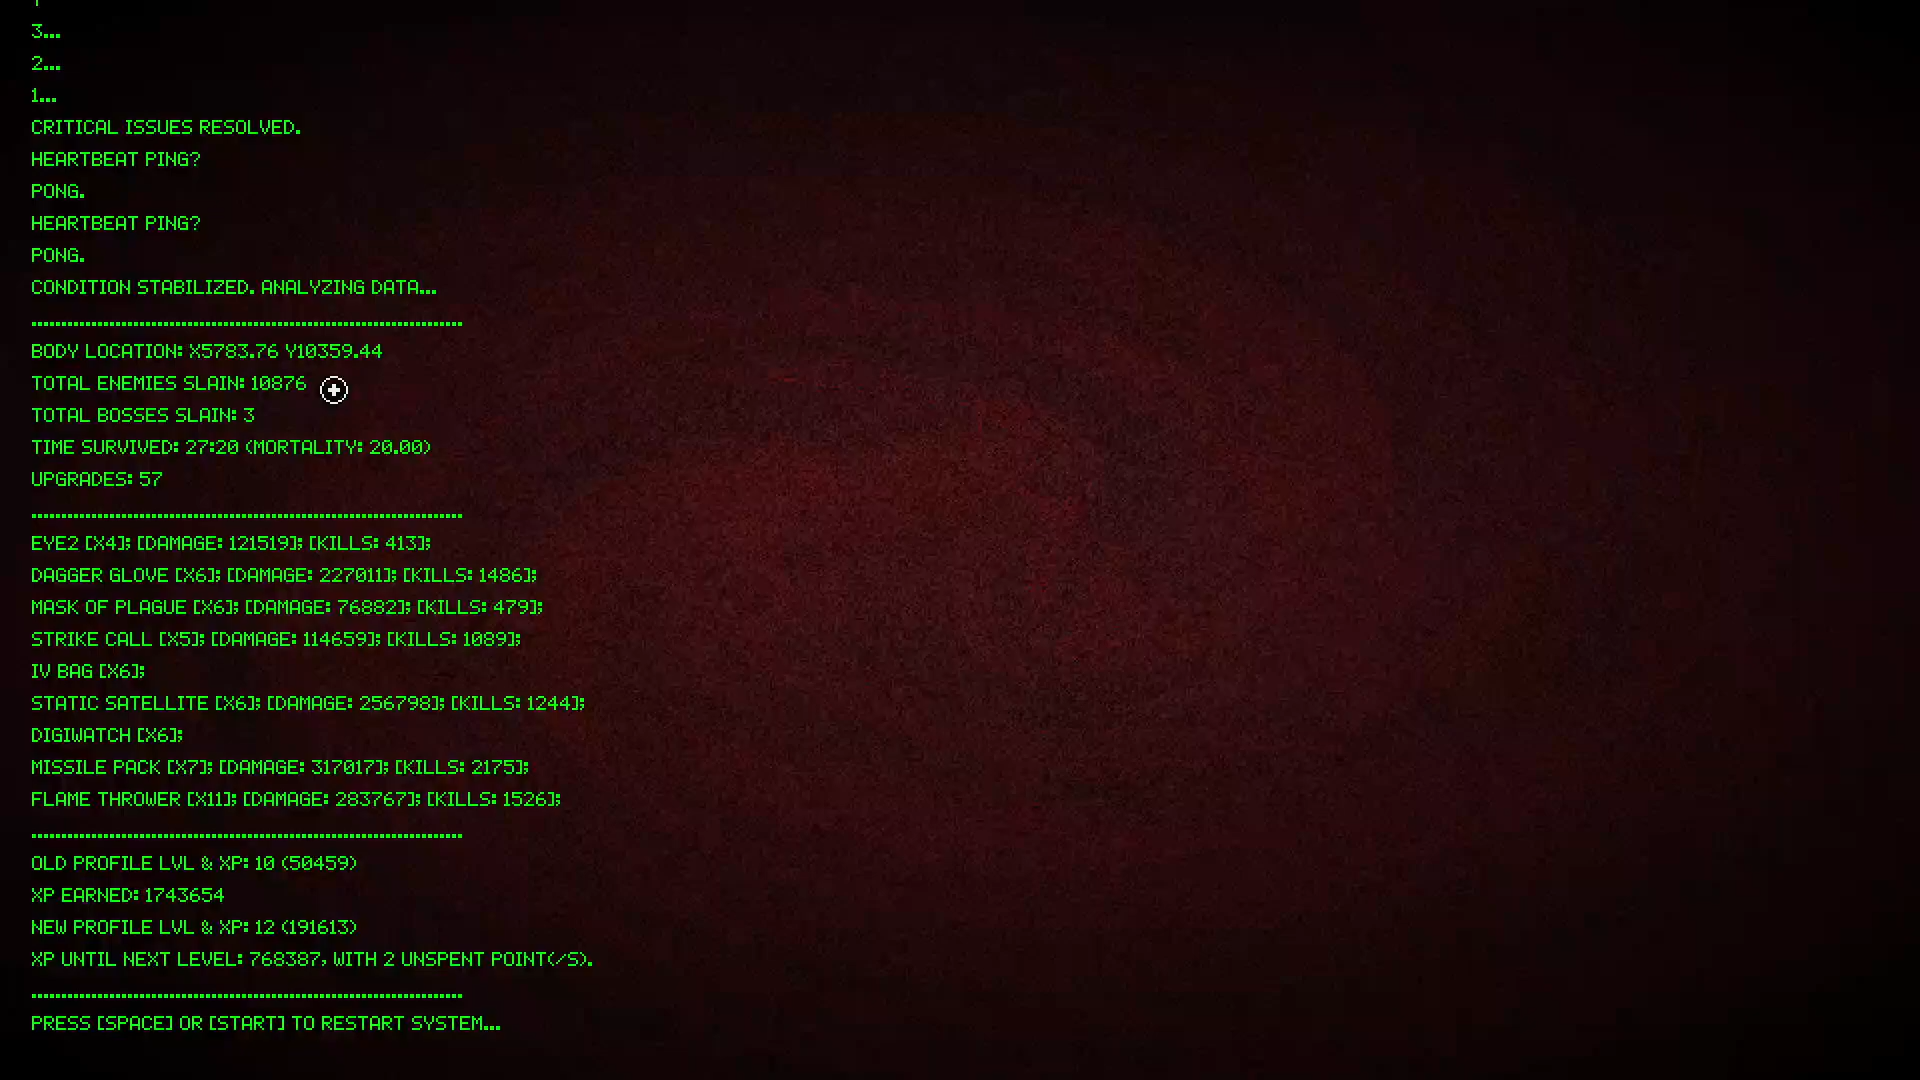 3...
2...
1...
CRITICAL ISSUES RESOLVED.
HEARTBEAT PING?
PONG.
HEARTBEAT PING?
PONG.
CONDITION STABILIZED. ANALYZING DATA...
BODY LOCATION: X5783.76 Y10359.44
TOTAL ENEMIES SLAIN: 10876
TOTAL BOSSES SLAIN: 3
TIME SURVIVED: 27:20 (MORTALITY: 20.00)
UPGRADES: 57
EYE2 [X4]; [DAMAGE: 121519]; [KILLS: 413];
DAGGER GLOVE [X6]; [DAMAGE: 227011]; [KILLS: 1486];
MASK OF PLAGUE [X6]; [DAMAGE: 76882]; [KILLS: 479];
STRIKE CALL [X5]; [DAMAGE: 114659]; [KILLS: 1089];
IV BAG [X6];
STATIC SATELLITE [X6]; [DAMAGE: 256798]; [KILLS: 1244];
DIGIWATCH [X6];
MISSILE PACK [X7]; [DAMAGE: 317017]; [KILLS: 2175];
FLAME THROWER [X11]; [DAMAGE: 283767]; [KILLS: 1526];
OLD PROFILE LVL & XP: 10 (50459)
XP EARNED: 1743654
NEW PROFILE LVL & XP: 12 (191613)
XP UNTIL NEXT LEVEL: 768387, WITH 2 UNSPENT POINT(/S).
PRESS [SPACE] OR [START] TO RESTART SYSTEM...